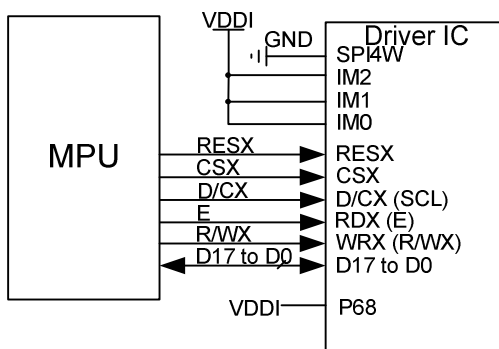 VDDI
GND
Driver IC
SPI4W
IM2
IM1
IM0
MPU
RESX
RESX
CSX
CSX
D/CX
D/CX (SCL)
E
RDX (E)
R/WX
WRX (R/WX)
D17 to D0
D17 to D0
VDDI
P68